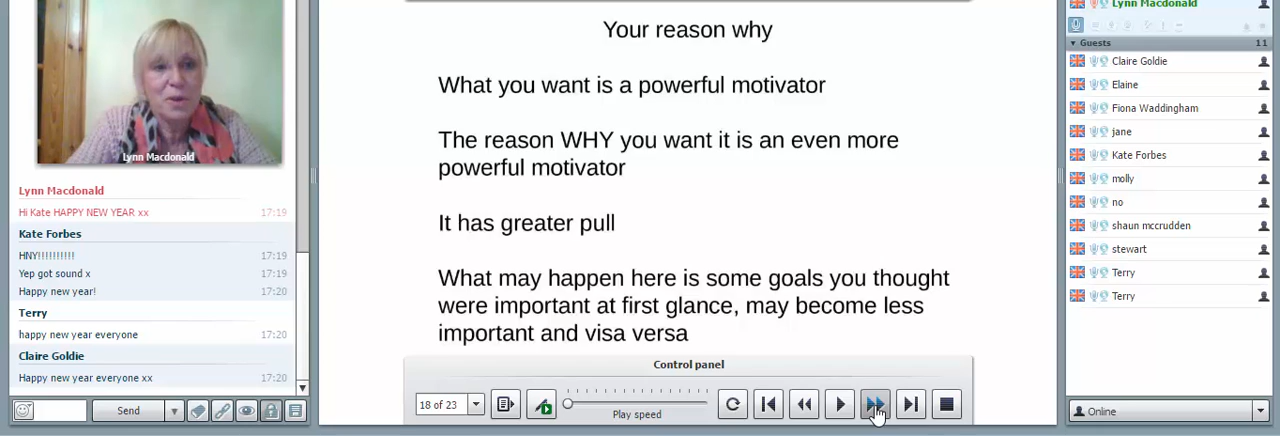 Lynn Macdonald
Lynn Macdonald
Hi Kate HAPPY NEW YEAR xx 17:19
Kate Forbes
HNY!!!!!!!!!! 17:19
Yep got sound x 17:19
Happy new year! 17:20
Terry
happy new year everyone 17:20
Claire Goldie
Happy new year everyone xx 17:20
Send
Your reason why
What you want is a powerful motivator
The reason WHY you want it is an even more
powerful motivator
It has greater pull
What may happen here is some goals you thought
were important at first glance, may become less
important and visa versa
Control panel
18 of 23
Play speed
Lynn Macdonald
Guests 11
Claire Goldie
Elaine
Fiona Waddingham
jane
Kate Forbes
molly
no
shaun mccrudden
stewart
Terry
Terry
Online